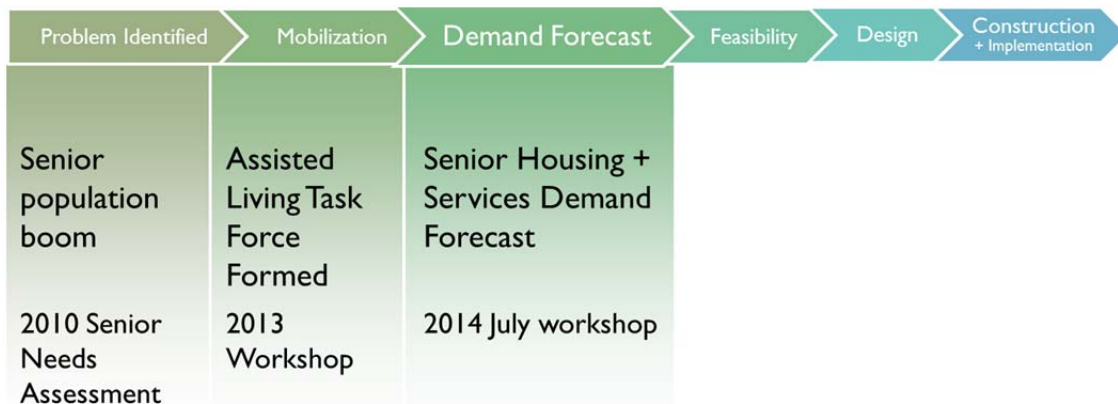 Problem Identified
Mobilization
Demand Forecast
Feasibility
Design
Construction
+ Implementation
Senior
population
boom
2010 Senior
Needs
Assessment
Assisted
Living Task
Force
Formed
2013
Workshop
Senior Housing +
Services Demand
Forecast
2014 July workshop